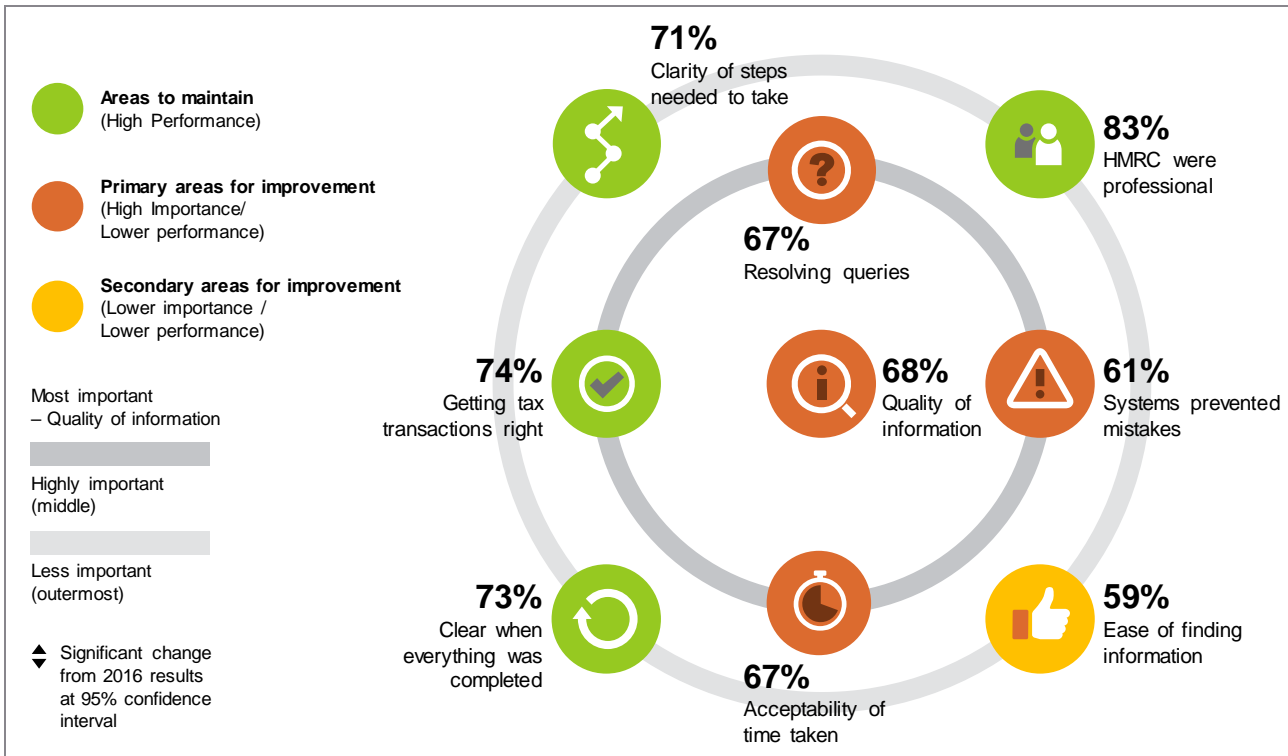 Areas to maintain
(High Performance)
Primary areas for improvement
(High Importance/
Lower performance)
Secondary areas for improvement
(Lower importance /
Lower performance)
Most important
– Quality of information
Highly important
(middle)
Less important
(outermost)
Significant change
from 2016 results
at 95% confidence
interval
71%
Clarity of steps
needed to take
83%
HMRC were
professional
67%
Resolving queries
74%
Getting tax
transactions right
68%
Quality of
information
61%
Systems prevented
mistakes
73%
Clear when
everything was
completed
67%
Acceptability of
time taken
59%
Ease of finding
information